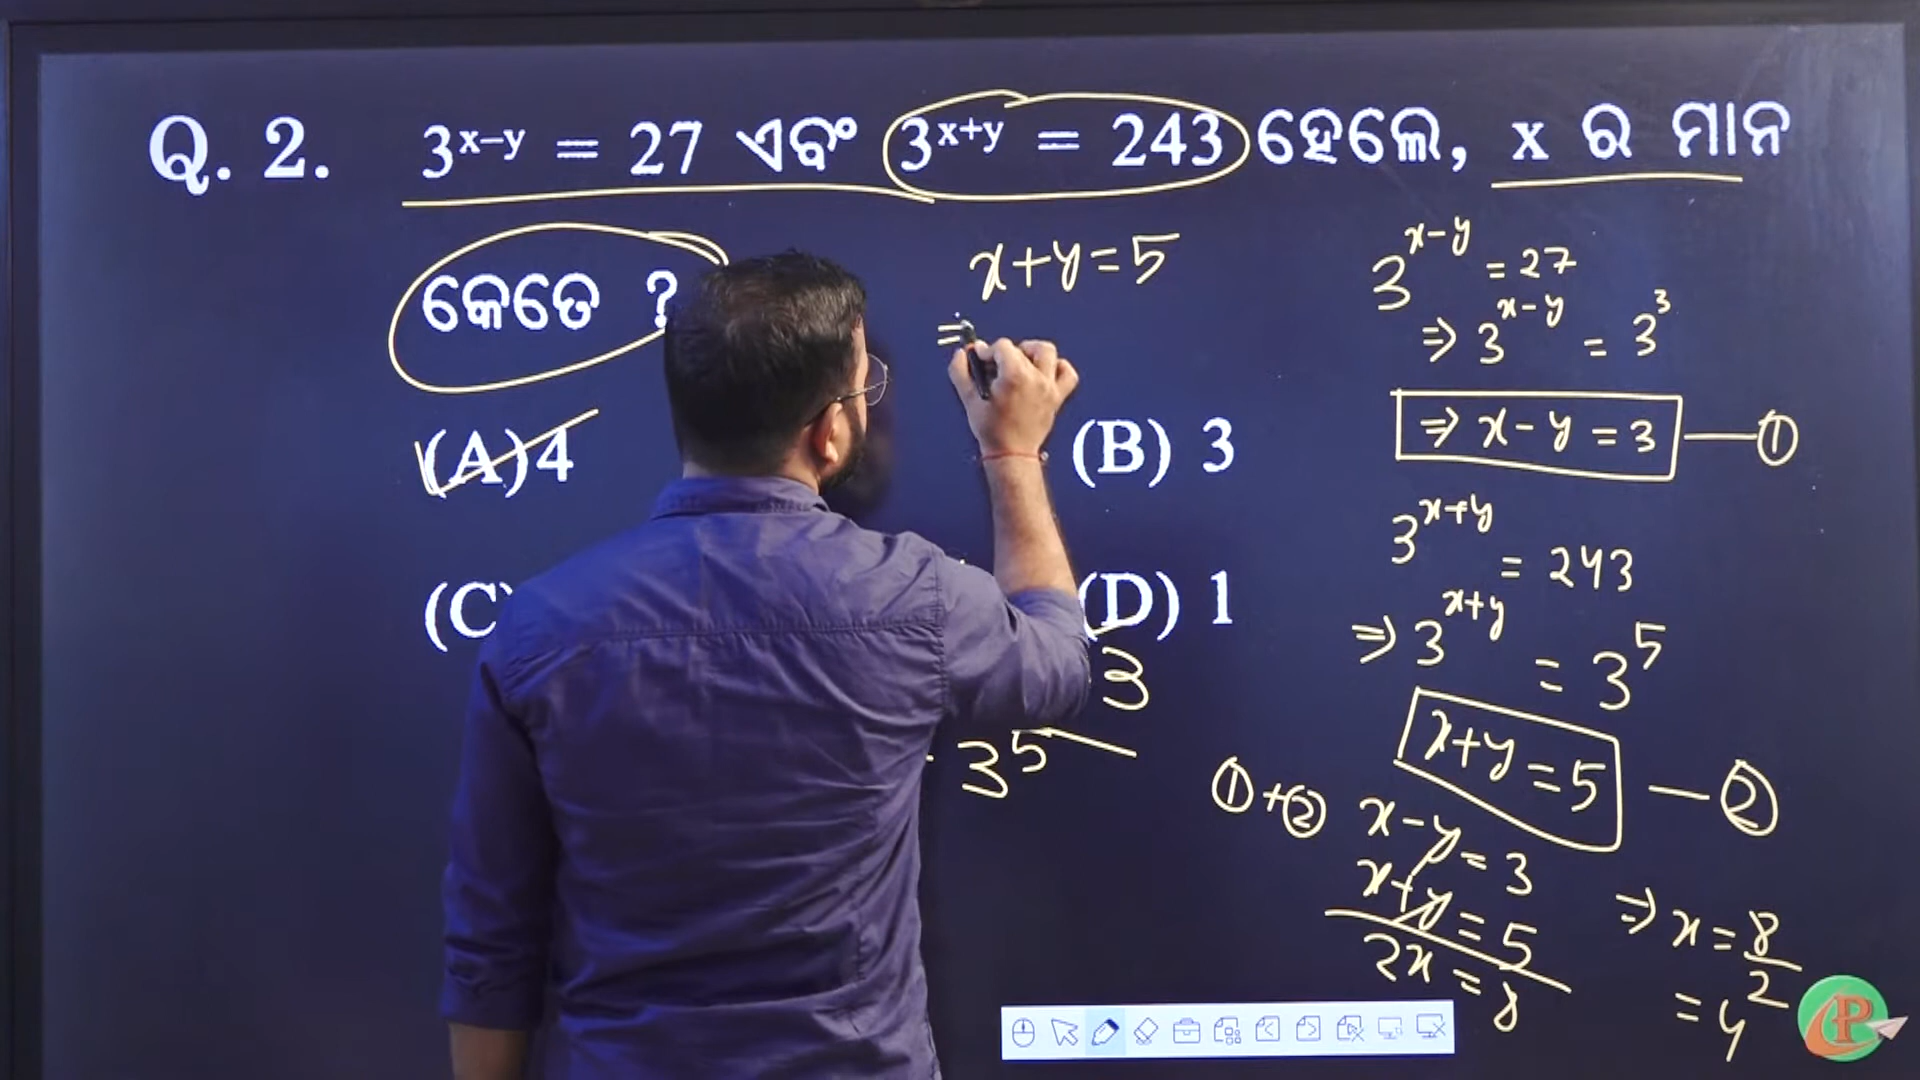 Q. 2. 3^{x–y} = 27 ଏବଂ 3^{x+y} = 243 ହେଲେ, x ର ମାନ
କେତେ ?
(A) 4
(B) 3
(C)
(D) 1
x+y=5
=
3
3^5
3^{x-y} = 27
⇒ 3^{x-y} = 3^3
⇒ x-y=3 — ①
3^{x+y} = 243
⇒ 3^{x+y} = 3^5
x+y=5 — ②
①+② x-y=3
x+y=5
2x=8
⇒ x=8/2
=4
P